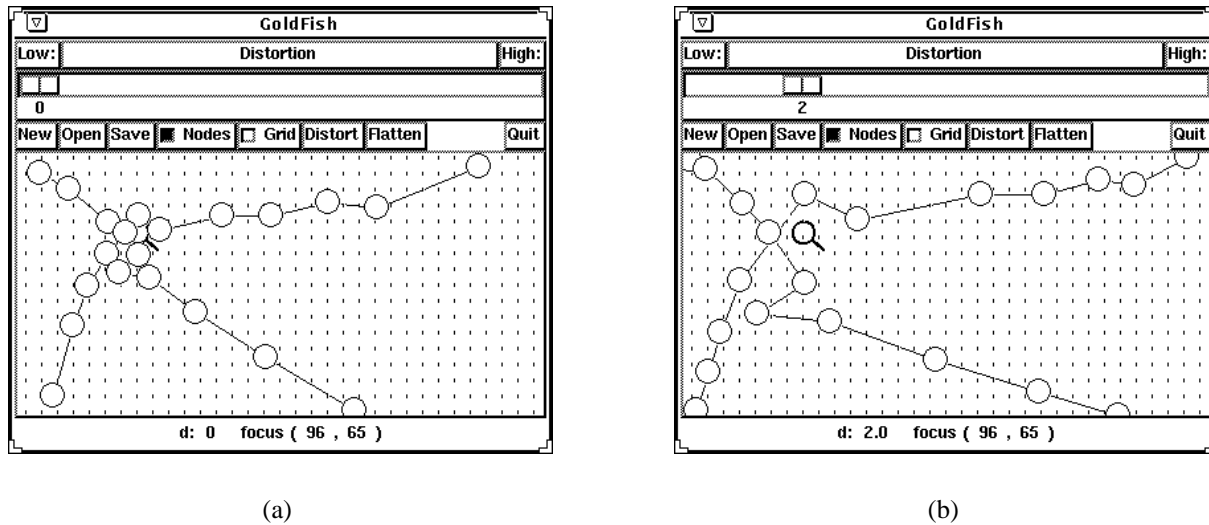 GoldFish
Low: Distortion High:
0
New Open Save Nodes Grid Distort Flatten Quit
d: 0 focus ( 96 , 65 )
(a)
GoldFish
Low: Distortion High:
2
New Open Save Nodes Grid Distort Flatten Quit
d: 2.0 focus ( 96 , 65 )
(b)